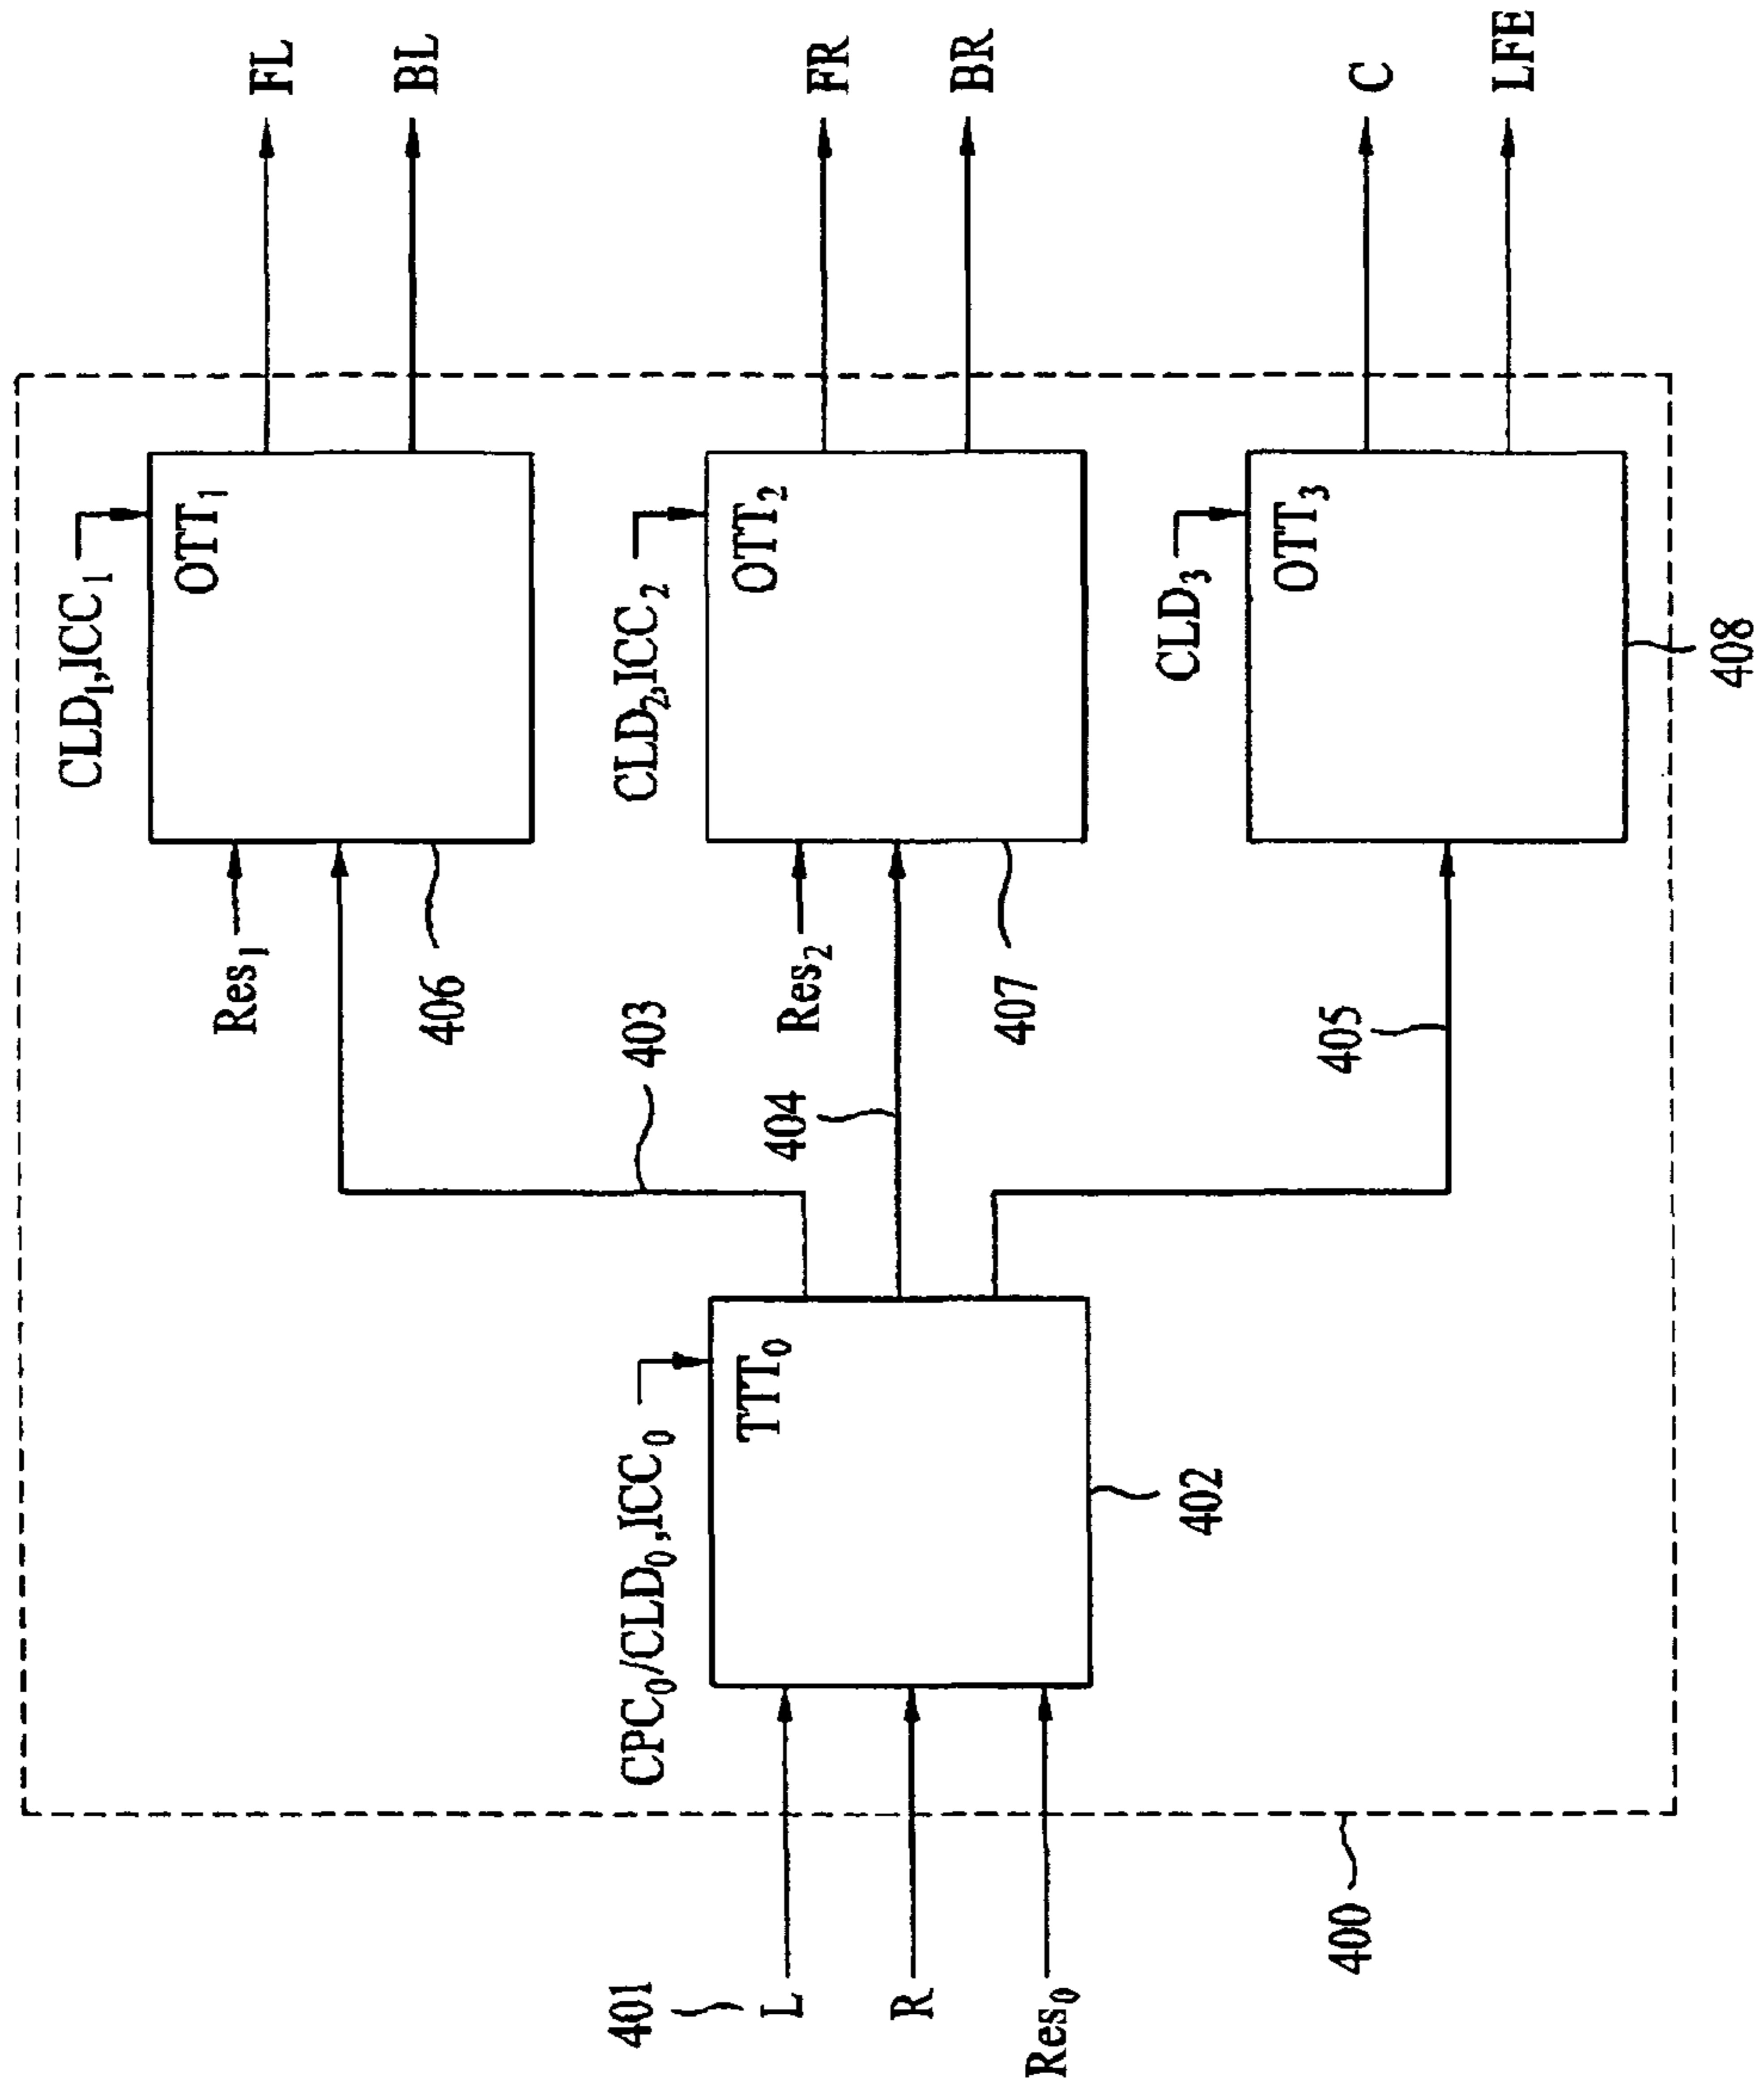 401
L
R
Res0
400
CPC0/CLD0,ICC0
TTT0
402
403
404
405
Res1
406
CLD1,ICC1
OTT1
FL
BL
Res2
407
CLD2,ICC2
OTT2
FR
BR
CLD3
OTT3
408
C
LFE